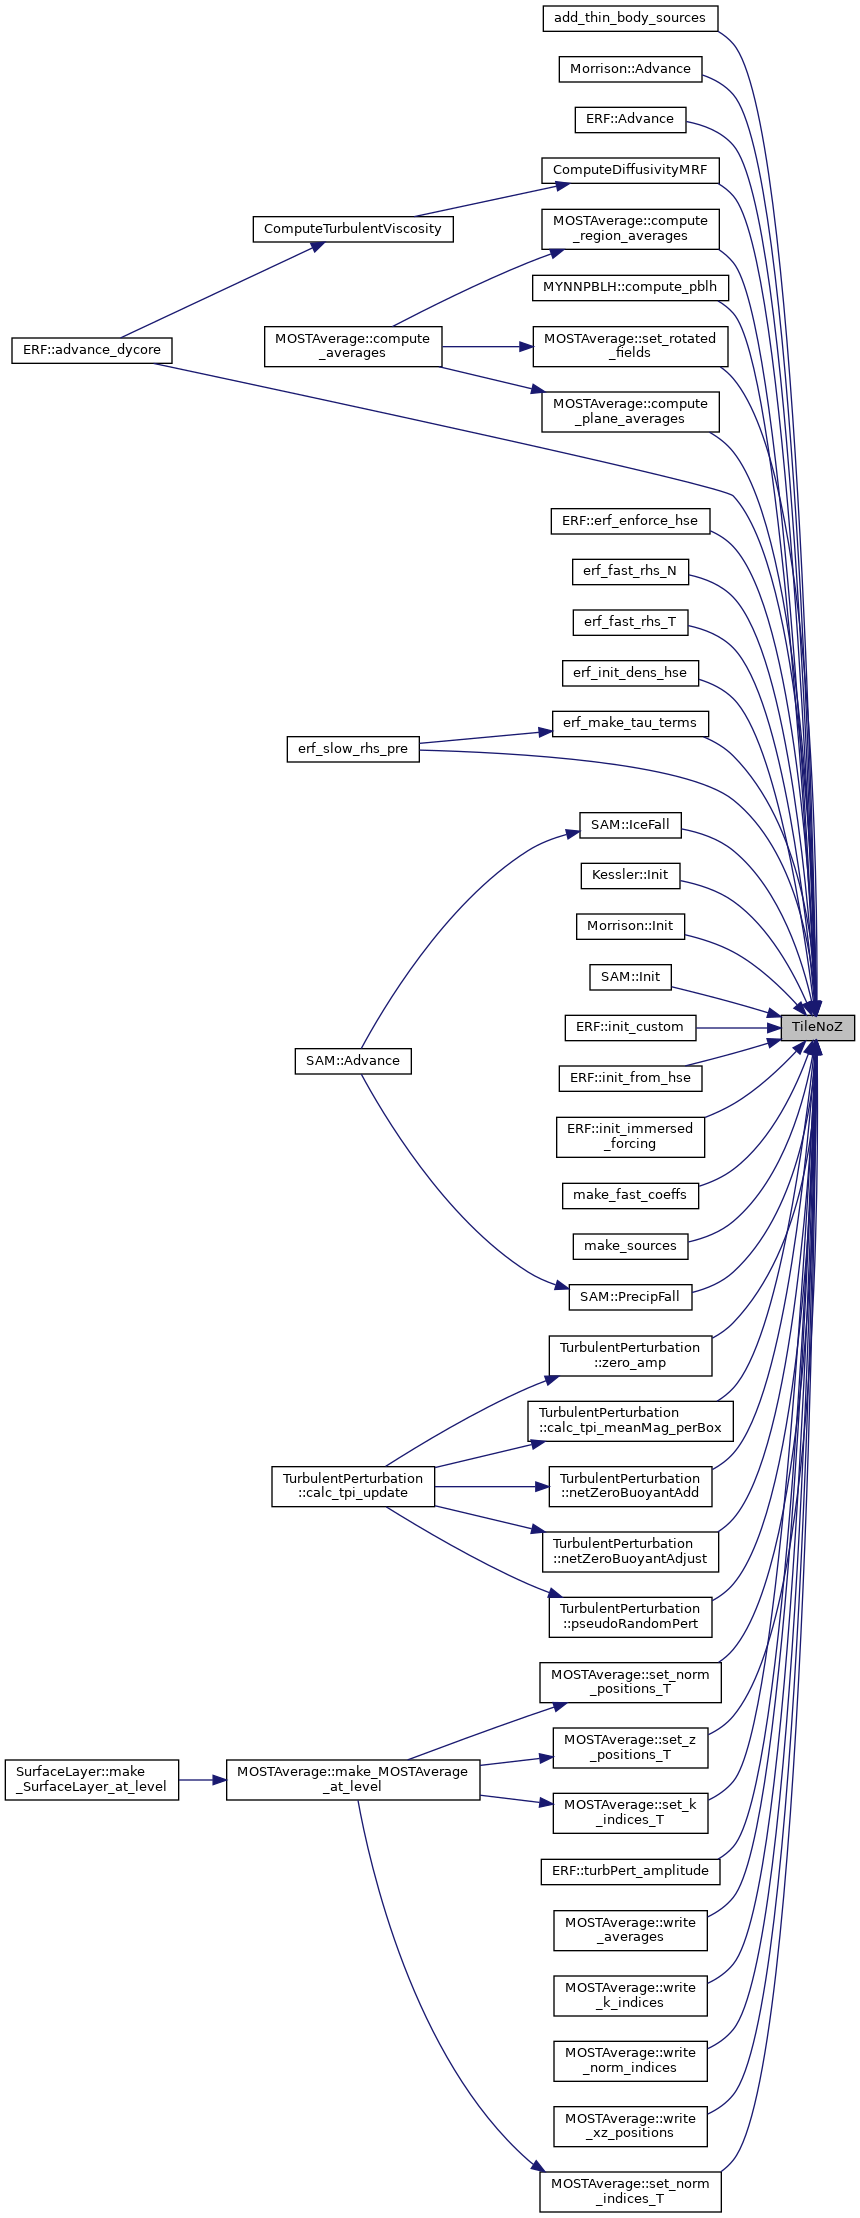 add_thin_body_sources
Morrison::Advance
ERF::Advance
ComputeDiffusivityMRF
ComputeTurbulentViscosity
MOSTAverage::compute
_region_averages
MYNNPBLH::compute_pblh
ERF::advance_dycore
MOSTAverage::compute
_averages
MOSTAverage::set_rotated
_fields
MOSTAverage::compute
_plane_averages
ERF::erf_enforce_hse
erf_fast_rhs_N
erf_fast_rhs_T
erf_init_dens_hse
erf_make_tau_terms
erf_slow_rhs_pre
SAM::IceFall
Kessler::Init
Morrison::Init
SAM::Init
TileNoZ
ERF::init_custom
SAM::Advance
ERF::init_from_hse
ERF::init_immersed
_forcing
make_fast_coeffs
make_sources
SAM::PrecipFall
TurbulentPerturbation
::zero_amp
TurbulentPerturbation
::calc_tpi_meanMag_perBox
TurbulentPerturbation
::calc_tpi_update
TurbulentPerturbation
::netZeroBuoyantAdd
TurbulentPerturbation
::netZeroBuoyantAdjust
TurbulentPerturbation
::pseudoRandomPert
MOSTAverage::set_norm
_positions_T
MOSTAverage::set_z
_positions_T
SurfaceLayer::make
_SurfaceLayer_at_level
MOSTAverage::make_MOSTAverage
_at_level
MOSTAverage::set_k
_indices_T
ERF::turbPert_amplitude
MOSTAverage::write
_averages
MOSTAverage::write
_k_indices
MOSTAverage::write
_norm_indices
MOSTAverage::write
_xz_positions
MOSTAverage::set_norm
_indices_T